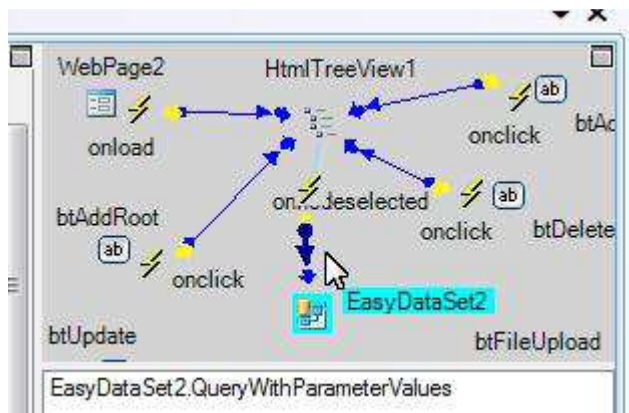 WebPage2
HtmlTreeView1
ab
onload
onclick
btAddRoot
ab
onclick
ab
onclick
btDelete
EasyDataSet2
btUpdate
btFileUpload
EasyDataSet2.QueryWithParameterValues